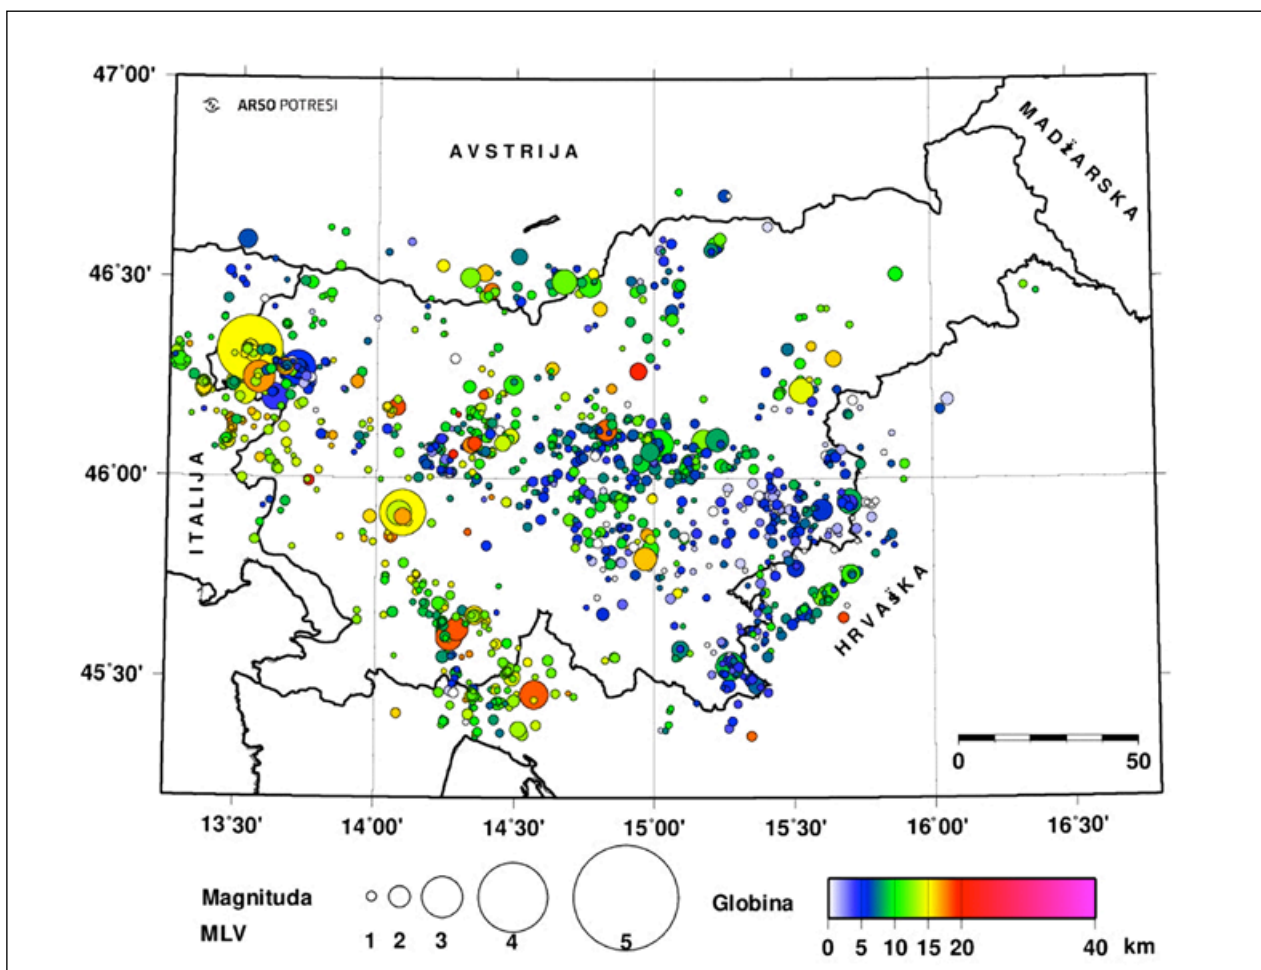 47°00'
ARSO POTRESI
AVSTRIJA
MADŽARSKA
46°30'
46°00'
ITALIJA
HRVAŠKA
45°30'
0 50
13°30' 14°00' 14°30' 15°00' 15°30' 16°00' 16°30'
Magnituda
MLV
1 2 3 4 5
Globina
0 5 10 15 20 40 km